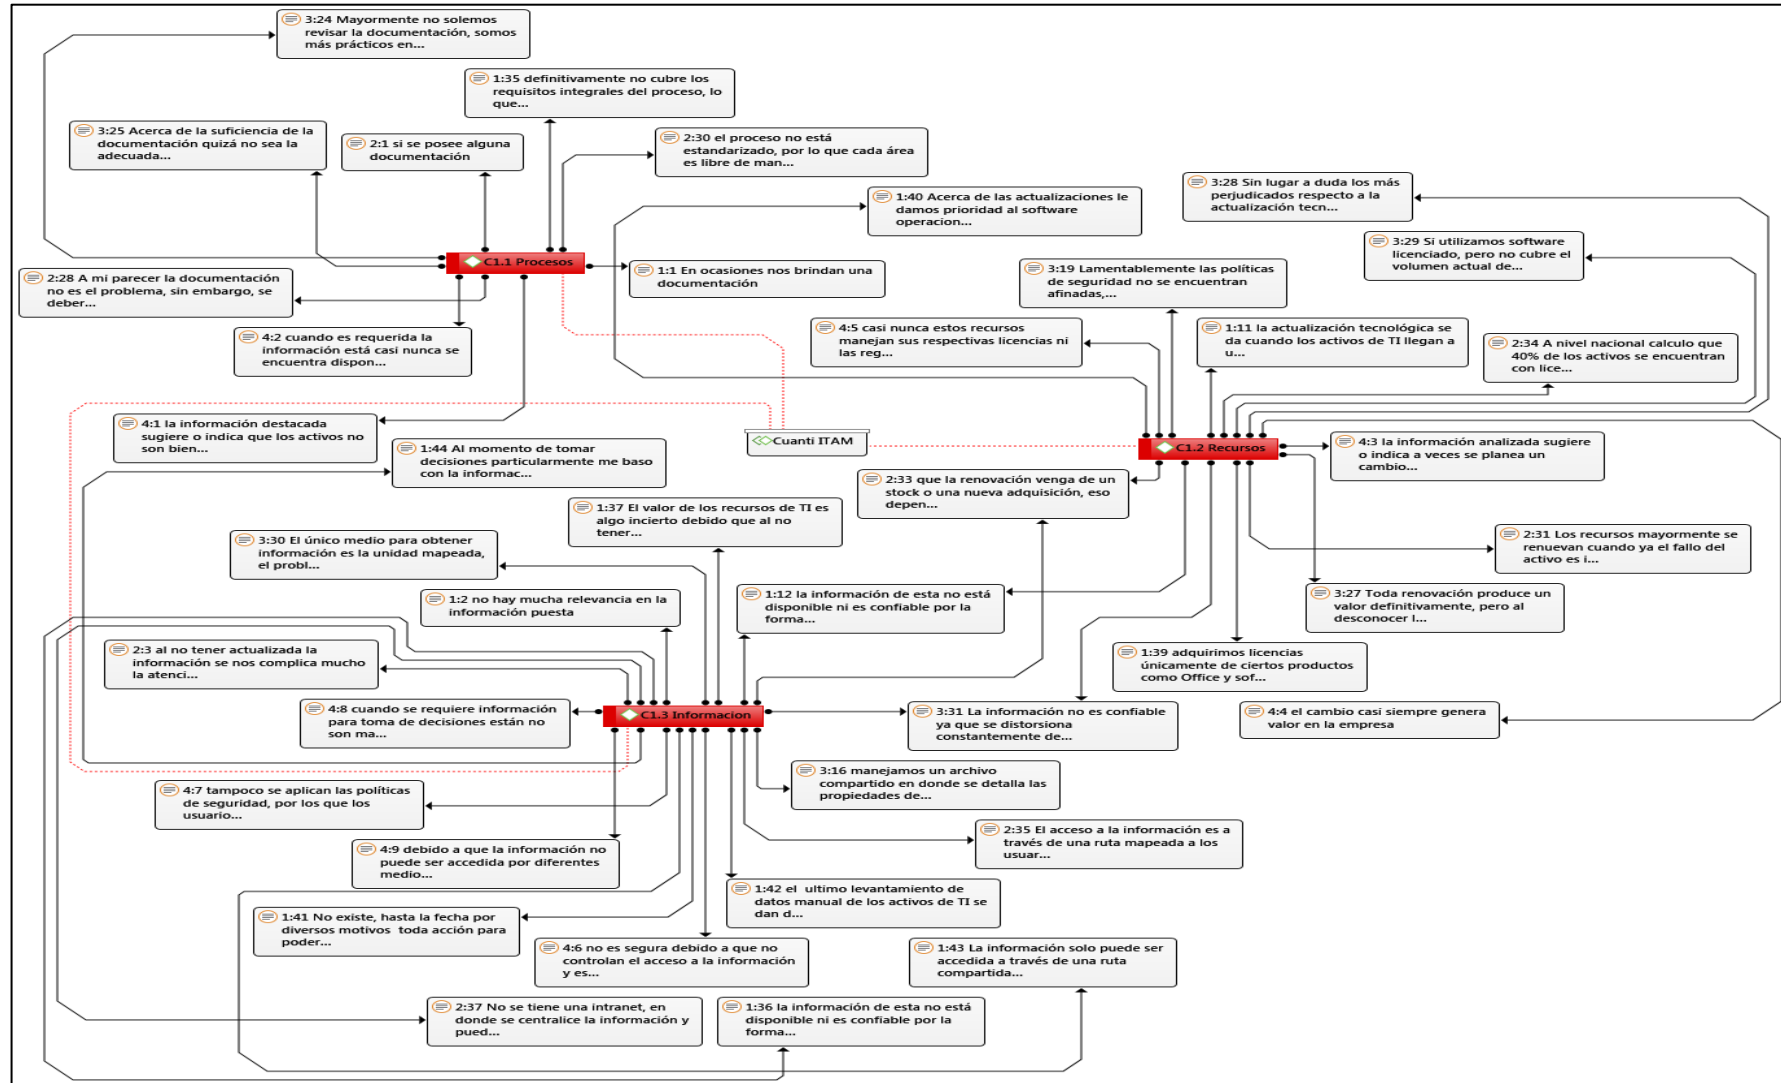 3:24 Mayormente no solemos
revisar la documentación, somos
más prácticos en...
1:35 definitivamente no cubre los
requisitos integrales del proceso, lo
que...
3:25 Acerca de la suficiencia de la
documentación quizá no sea la
adecuada...
2:1 si se posee alguna
documentación
2:30 el proceso no está
estandarizado, por lo que cada área
es libre de man...
1:40 Acerca de las actualizaciones le
damos prioridad al software
operacion...
3:28 Sin lugar a duda los más
perjudicados respecto a la
actualización tecn...
3:29 Si utilizamos software
licenciado, pero no cubre el
volumen actual de...
C1.1 Procesos
2:28 A mi parecer la documentación
no es el problema, sin embargo, se
deber...
1:1 En ocasiones nos brindan una
documentación
3:19 Lamentablemente las políticas
de seguridad no se encuentran
afinadas,...
4:2 cuando es requerida la
información está casi nunca se
encuentra dispon...
4:5 casi nunca estos recursos
manejan sus respectivas licencias ni
las reg...
1:11 la actualización tecnológica se
da cuando los activos de TI llegan a
u...
2:34 A nivel nacional calculo que
40% de los activos se encuentran
con lice...
4:1 la información destacada
sugiere o indica que los activos no
son bien...
Cuanti ITAM
C1.2 Recursos
4:3 la información analizada sugiere
o indica a veces se planea un
cambio...
1:44 Al momento de tomar
decisiones particularmente me baso
con la informac...
2:33 que la renovación venga de un
stock o una nueva adquisición, eso
depen...
1:37 El valor de los recursos de TI es
algo incierto debido que al no
tener...
3:30 El único medio para obtener
información es la unidad mapeada,
el probl...
2:31 Los recursos mayormente se
renuevan cuando ya el fallo del
activo es i...
1:2 no hay mucha relevancia en la
información puesta
1:12 la información de esta no está
disponible ni es confiable por la
forma...
3:27 Toda renovación produce un
valor definitivamente, pero al
desconocer l...
2:3 al no tener actualizada la
información se nos complica mucho
la atenci...
1:39 adquirimos licencias
únicamente de ciertos productos
como Office y sof...
4:8 cuando se requiere información
para toma de decisiones están no
son ma...
C1.3 Informacion
3:31 La información no es confiable
ya que se distorsiona
constantemente de...
4:4 el cambio casi siempre genera
valor en la empresa
3:16 manejamos un archivo
compartido en donde se detalla las
propiedades de...
4:7 tampoco se aplican las políticas
de seguridad, por los que los
usuario...
2:35 El acceso a la información es a
través de una ruta mapeada a los
usuar...
4:9 debido a que la información no
puede ser accedida por diferentes
medio...
1:42 el ultimo levantamiento de
datos manual de los activos de TI se
dan d...
1:41 No existe, hasta la fecha por
diversos motivos toda acción para
poder...
4:6 no es segura debido a que no
controlan el acceso a la información
y es...
1:43 La información solo puede ser
accedida a través de una ruta
compartida...
2:37 No se tiene una intranet, en
donde se centralice la información y
pued...
1:36 la información de esta no está
disponible ni es confiable por la
forma...